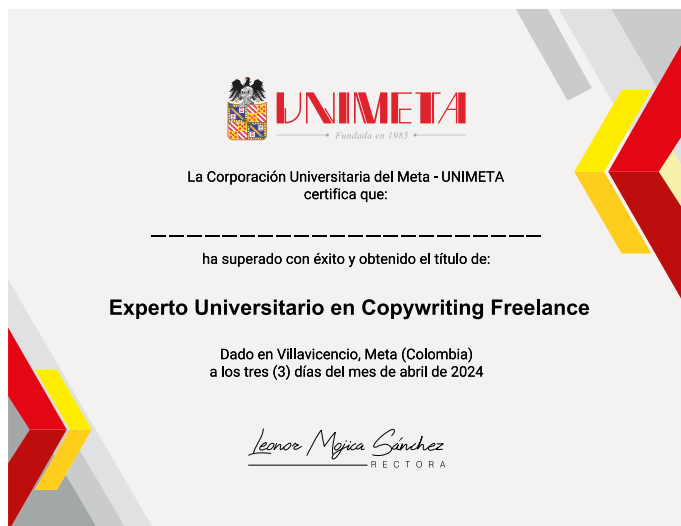 UNIMETA
Fundada en 1985
La Corporación Universitaria del Meta - UNIMETA
certifica que:
ha superado con éxito y obtenido el título de:
Experto Universitario en Copywriting Freelance
Dado en Villavicencio, Meta (Colombia)
a los tres (3) días del mes de abril de 2024
Leonor Mojica Sánchez
RECTORA